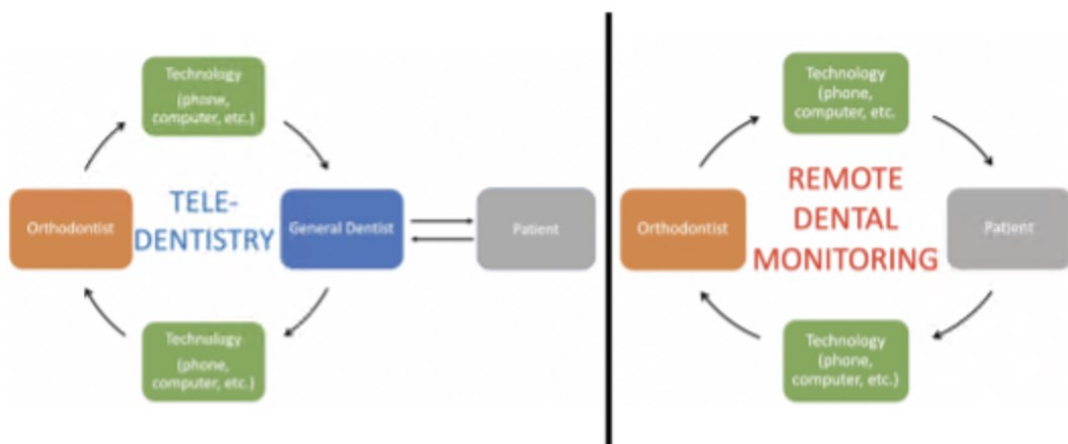 Technology
(phone,
computer, etc.)
Orthodontist
TELE-
DENTISTRY
General Dentist
Patient
Technology
(phone,
computer, etc.)
Technology
(phone,
computer, etc.
Orthodontist
REMOTE
DENTAL
MONITORING
Patient
Technology
(phone,
computer, etc.)